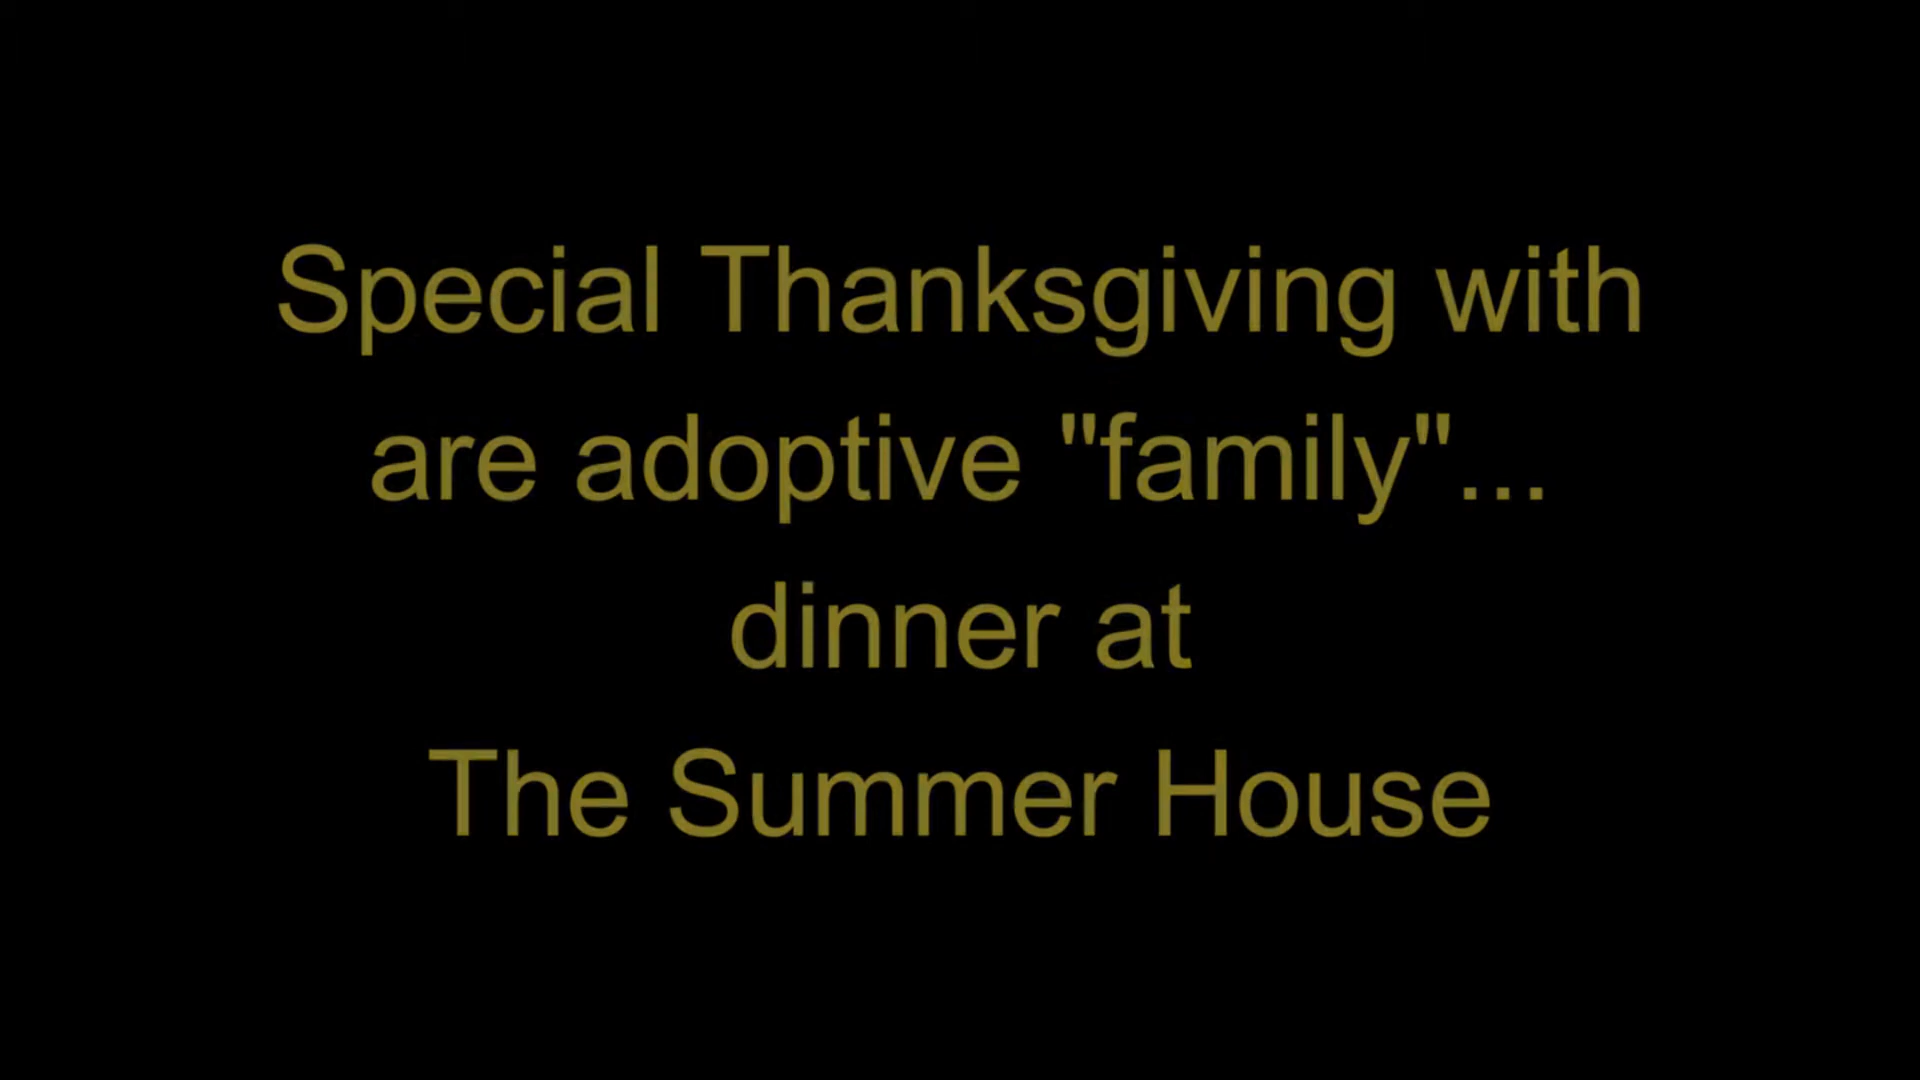 Special Thanksgiving with
are adoptive "family"...
dinner at
The Summer House